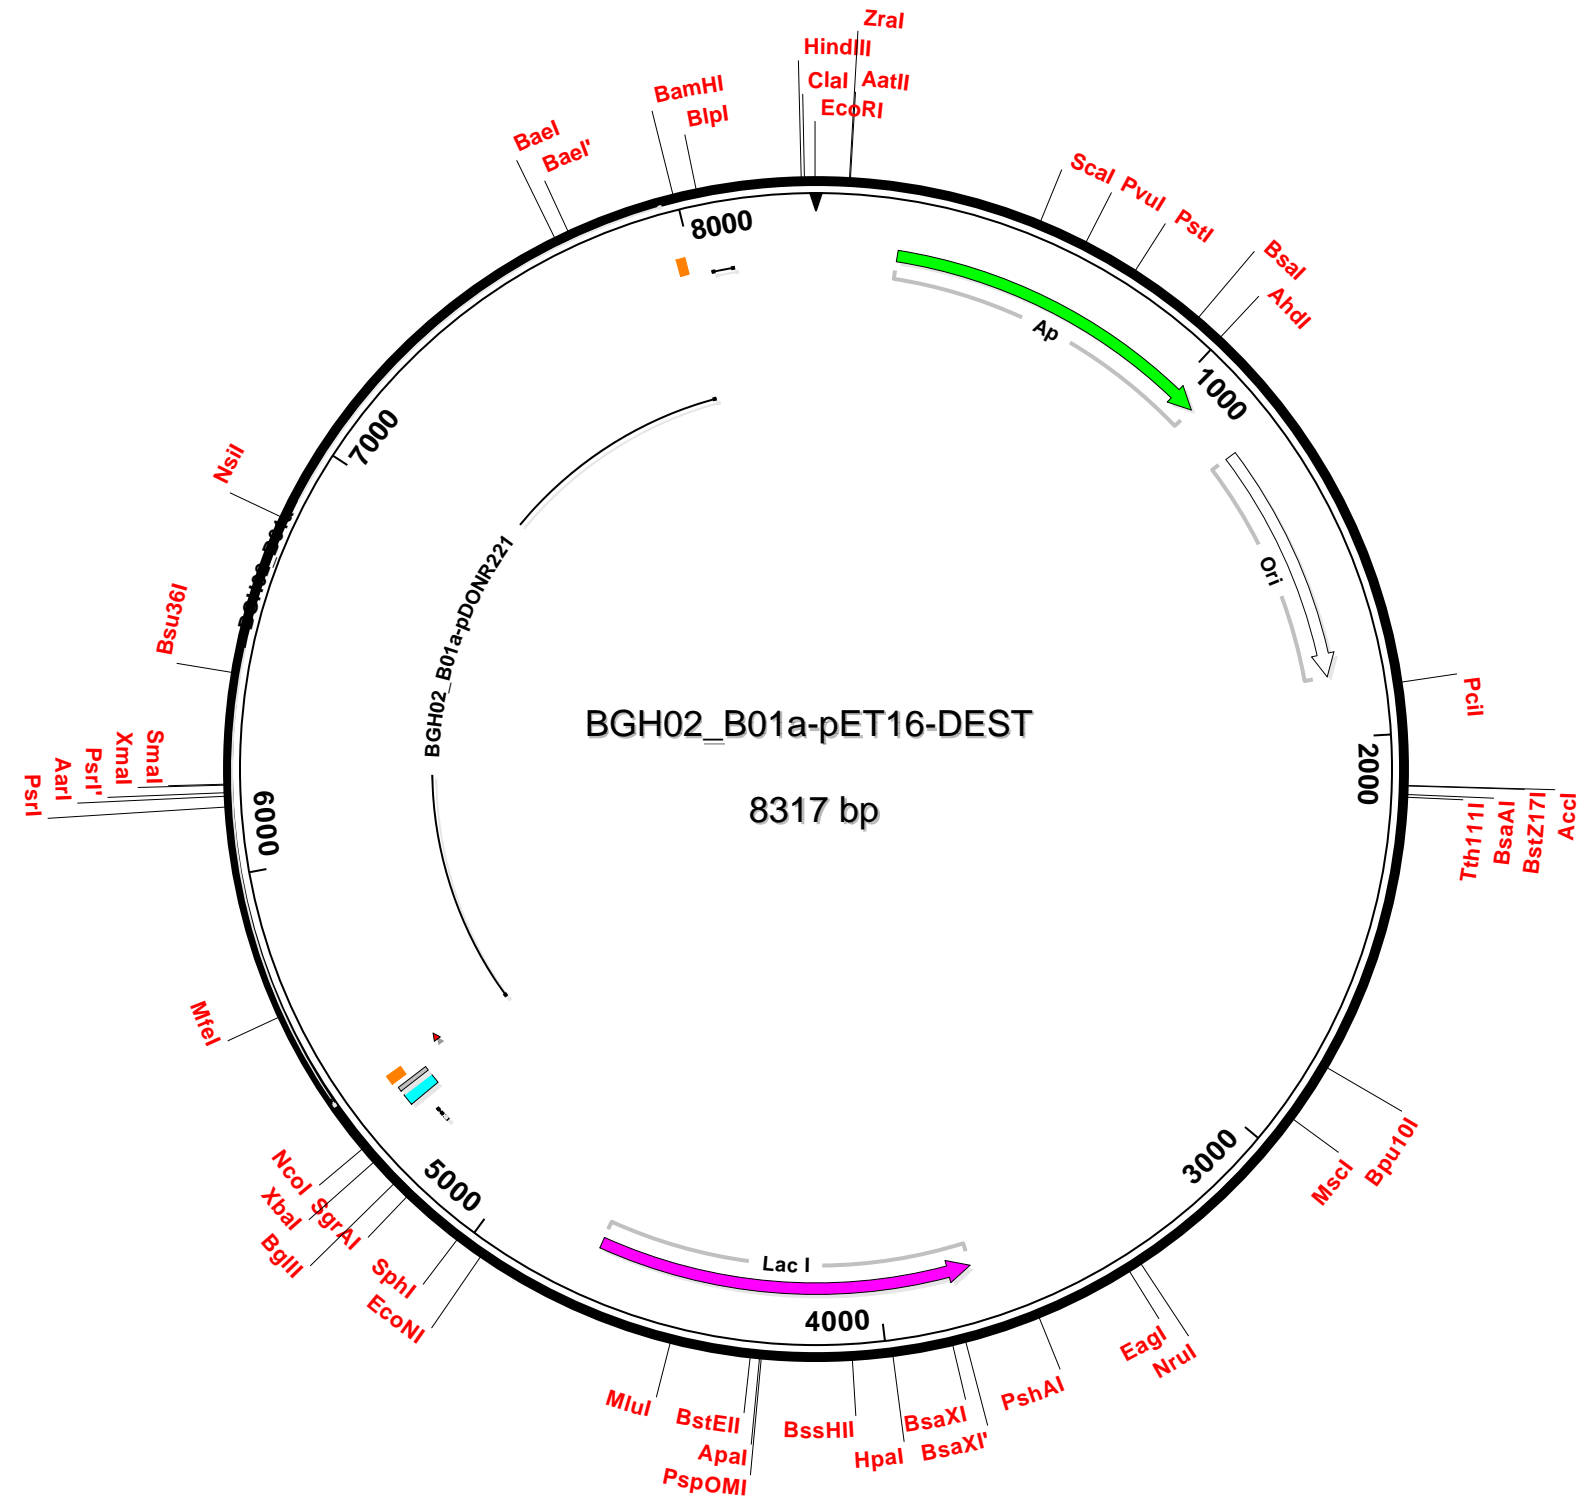 ZraI
HindIII
ClaI
AatII
EcoRI
BamHI
BlpI
BaeI
BaeI'
ScaI
PvuI
PstI
BsaI
AhdI
8000
1000
Ap
Ori
7000
NsiI
Bsu36I
BGH02_B01a-pDONR221
BGH02_B01a-pET16-DEST
8317 bp
PciI
2000
SmaI
XmaI
PsrI'
AarI
PsrI
6000
AccI
BstZ17I
BsaAI
Tth111I
MfeI
NcoI
XbaI
SgrAI
BglII
SphI
EcoNI
5000
3000
Bpu10I
MscI
Lac I
4000
EagI
NruI
PshAI
MluI
BstEII
ApaI
PspOMI
BssHII
HpaI
BsaXI
BsaXI'